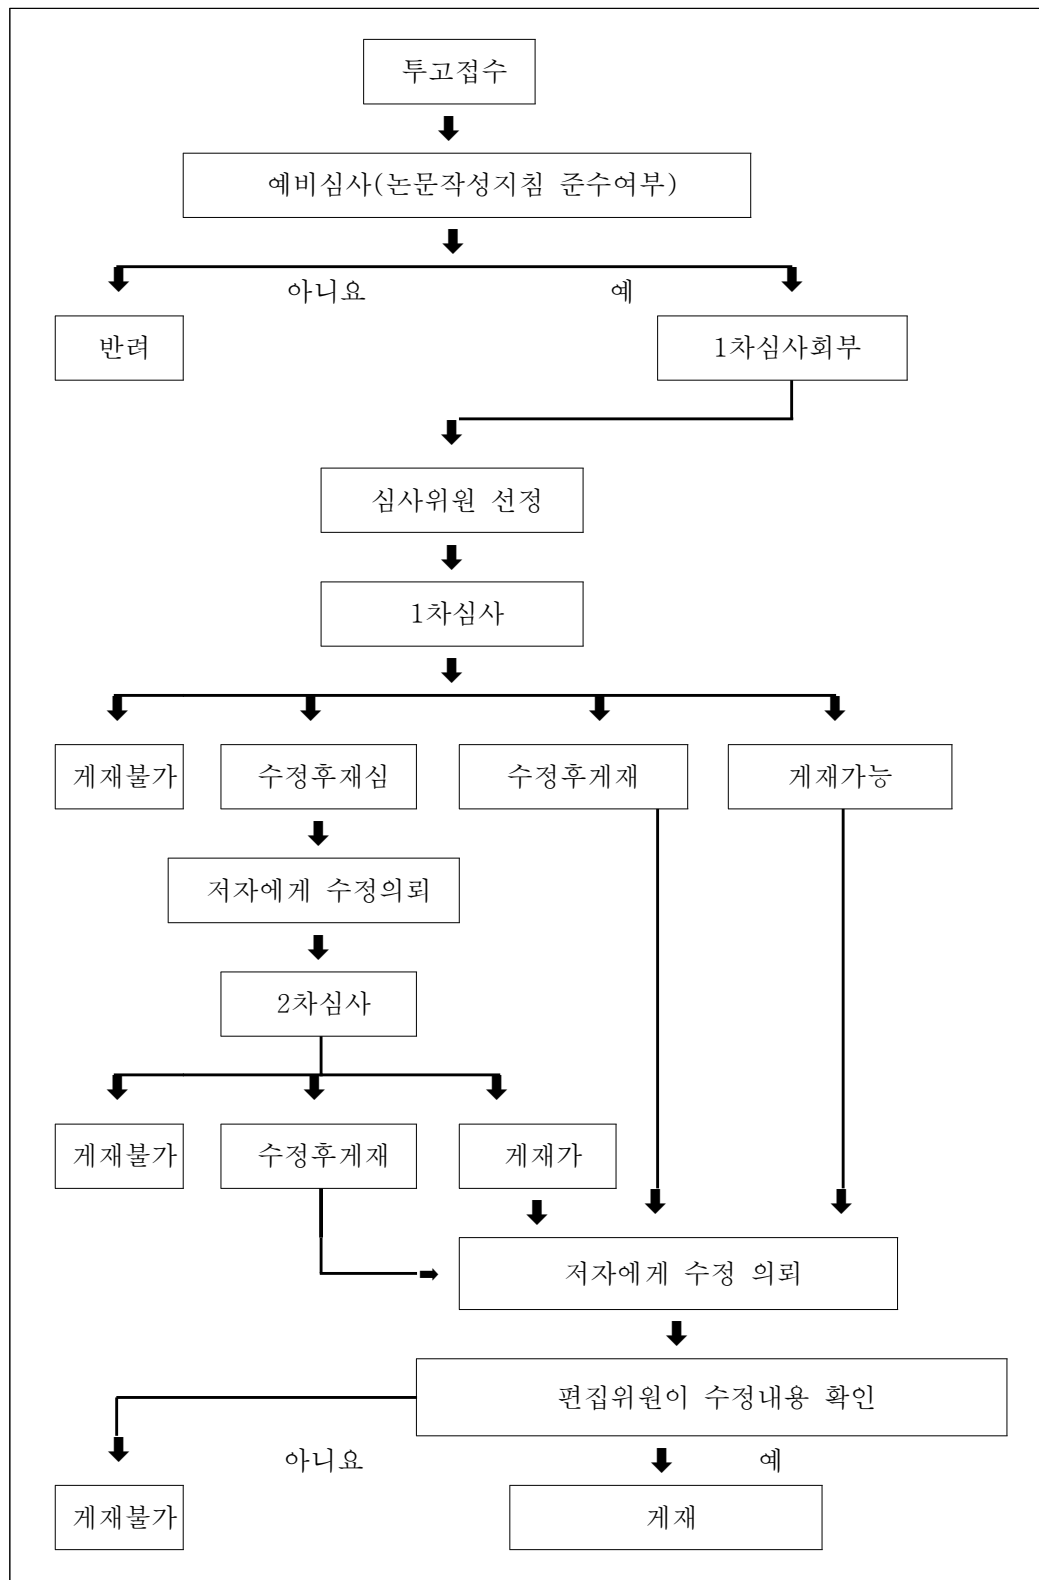 투고접수
예비심사(논문작성지침 준수여부)
아니요 예
반려 1차심사회부
심사위원 선정
1차심사
게재불가 수정후재심 수정후게재 게재가능
저자에게 수정의뢰
2차심사
게재불가 수정후게재 게재가
저자에게 수정 의뢰
편집위원이 수정내용 확인
아니요 예
게재불가 게재